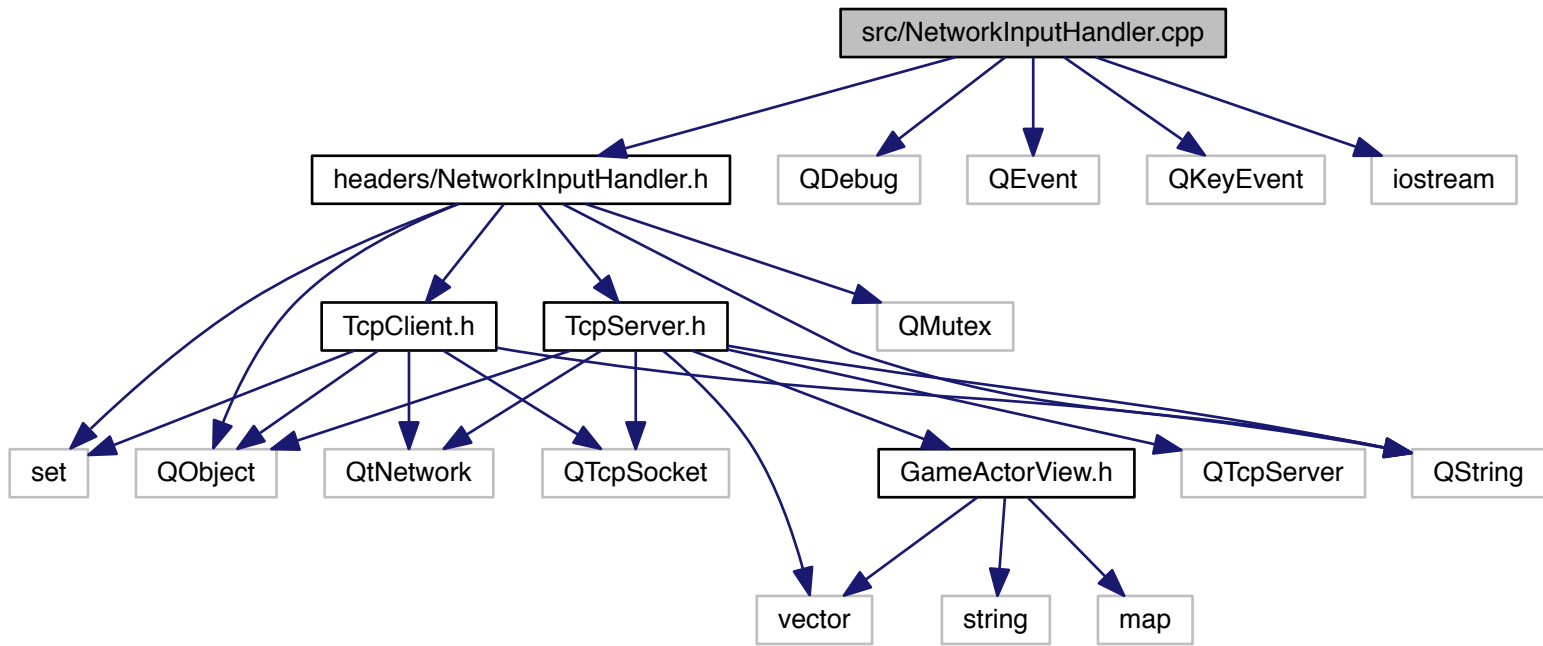 src/NetworkInputHandler.cpp
headers/NetworkInputHandler.h
QDebug
QEvent
QKeyEvent
iostream
TcpClient.h
TcpServer.h
QMutex
set
QObject
QtNetwork
QTcpSocket
GameActorView.h
QTcpServer
QString
vector
string
map